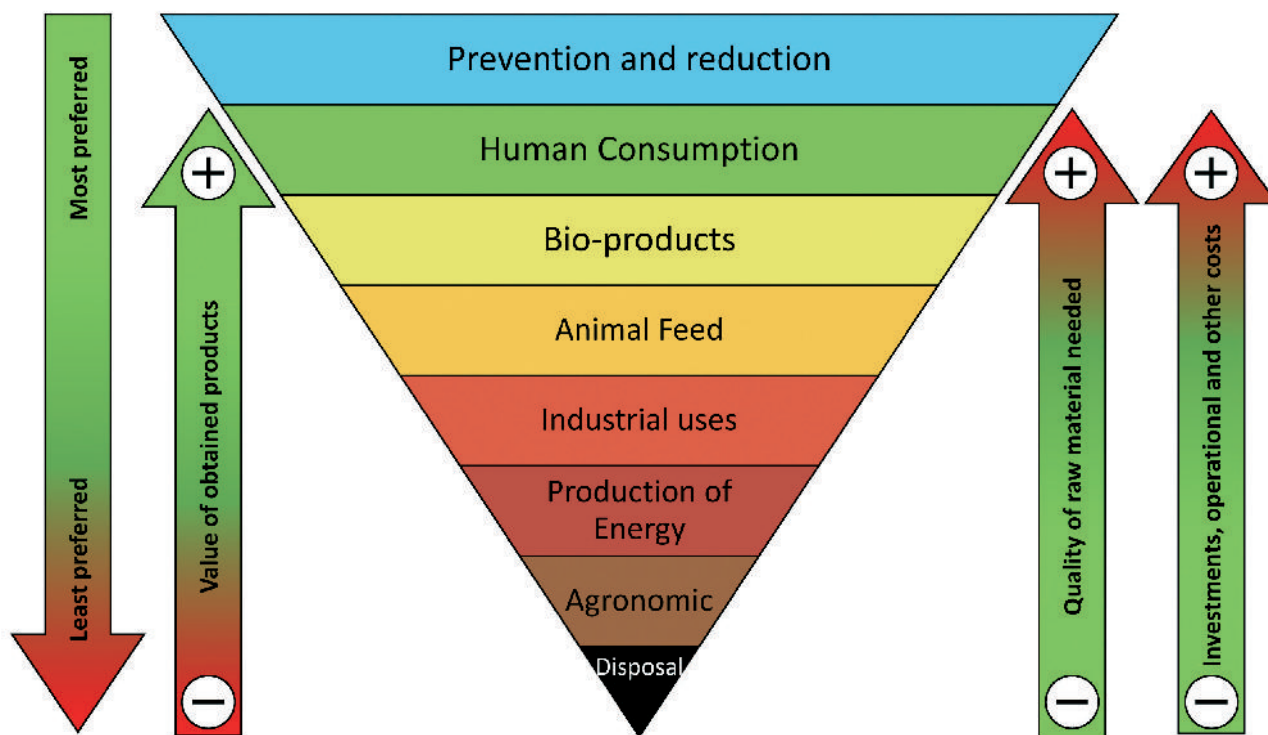 Prevention and reduction
Human Consumption
Bio-products
Animal Feed
Industrial uses
Production of
Energy
Agronomic
Disposal
Most preferred
Least preferred
+
Value of obtained products
−
+
Quality of raw material needed
−
+
Investments, operational and other costs
−